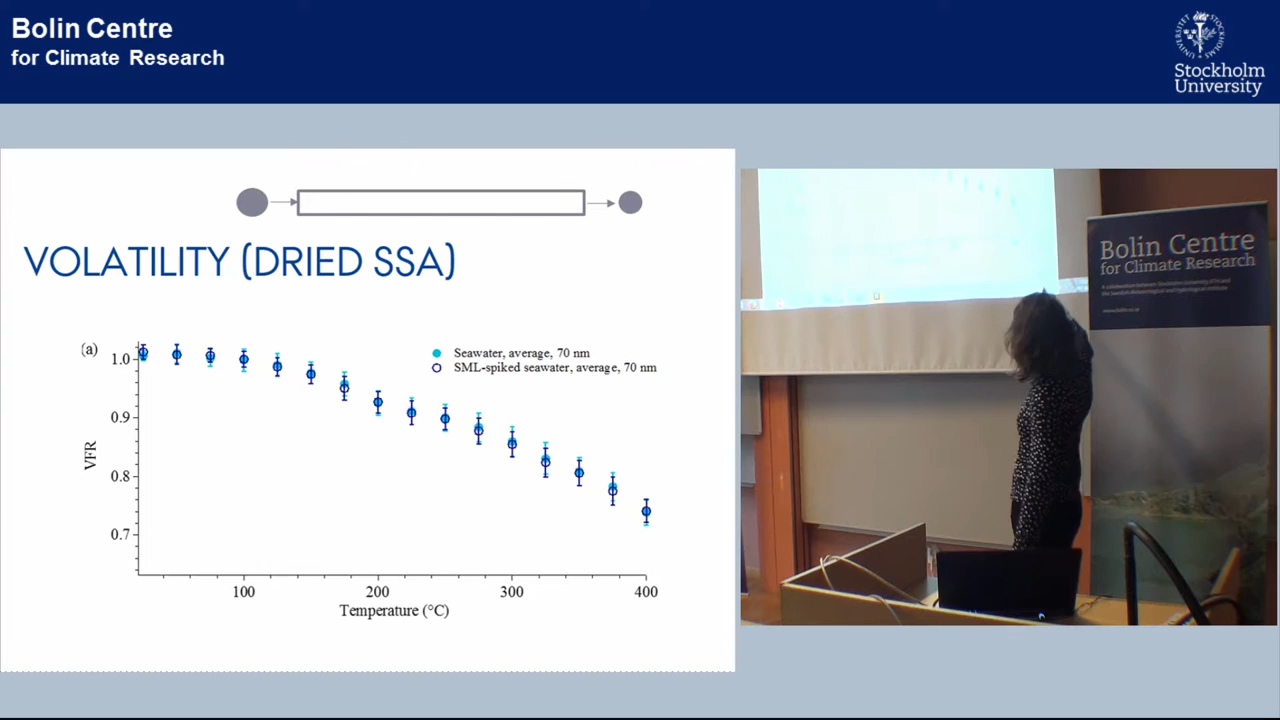 Bolin Centre
for Climate Research
Stockholm
University
VOLATILITY (DRIED SSA)
(a)
Seawater, average, 70 nm
SML-spiked seawater, average, 70 nm
1.0
0.9
0.8
0.7
VFR
100
200
300
400
Temperature (°C)
Bolin Centre
for Climate Research